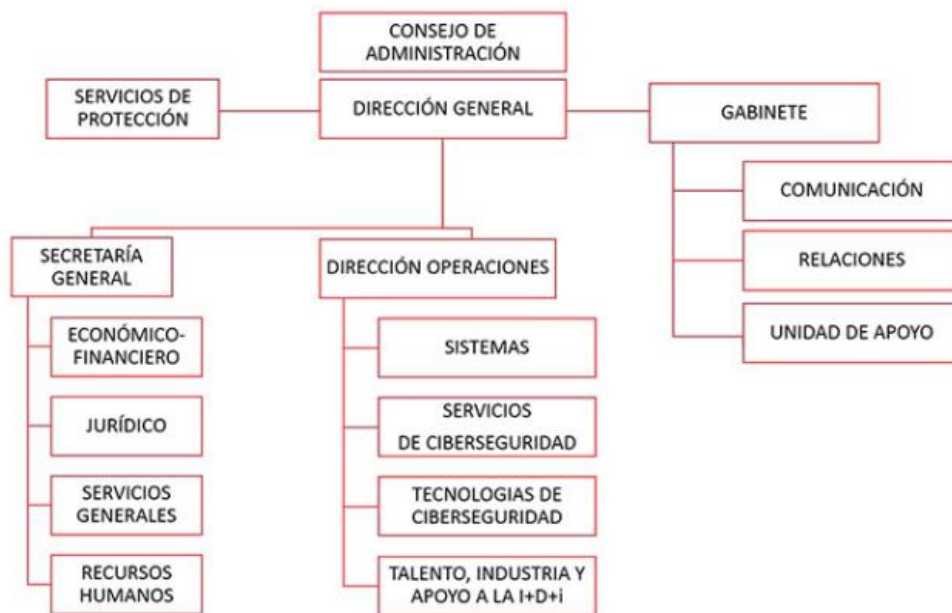 CONSEJO DE
ADMINISTRACIÓN
SERVICIOS DE
PROTECCIÓN
DIRECCIÓN GENERAL
GABINETE
COMUNICACIÓN
RELACIONES
UNIDAD DE APOYO
SECRETARÍA
GENERAL
ECONÓMICO-
FINANCIERO
JURÍDICO
SERVICIOS
GENERALES
RECURSOS
HUMANOS
DIRECCIÓN OPERACIONES
SISTEMAS
SERVICIOS
DE CIBERSEGURIDAD
TECNOLOGIAS DE
CIBERSEGURIDAD
TALENTO, INDUSTRIA Y
APOYO A LA I+D+i